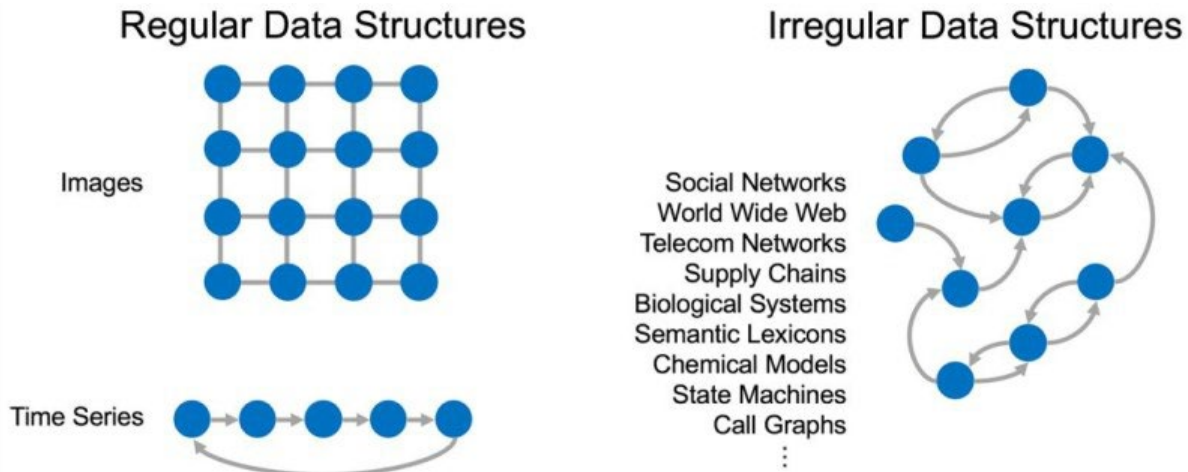 Regular Data Structures
Images
Time Series
Irregular Data Structures
Social Networks
World Wide Web
Telecom Networks
Supply Chains
Biological Systems
Semantic Lexicons
Chemical Models
State Machines
Call Graphs
⋮